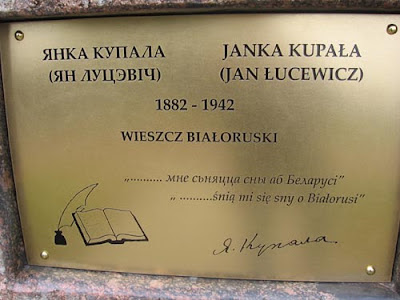 ЯНКА КУПАЛА JANKA KUPAŁA
(ЯН ЛУЦЭВІЧ) (JAN ŁUCEWICZ)
1882 - 1942
WIESZCZ BIAŁORUSKI
„.......... мне сьняцца сны аб Беларусі”
„ ..........śnią mi się sny o Białorusi”
Я. Купала.